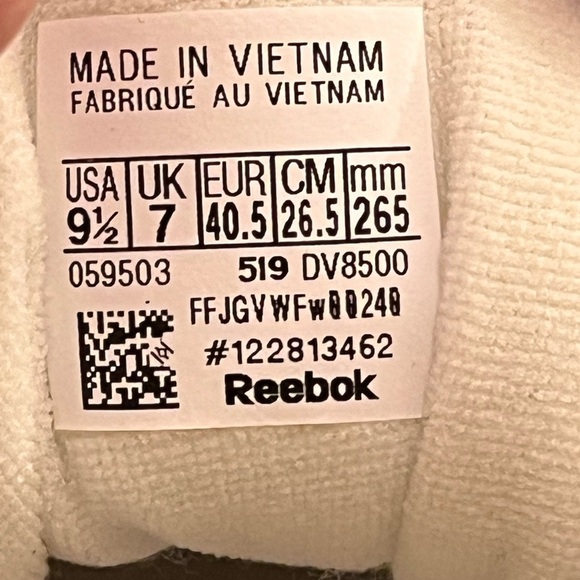 MADE IN VIETNAM
FABRIQUÉ AU VIETNAM
USA UK EUR CM mm
9½ 7 40.5 26.5 265
059503 519 DV8500
FFJGVWFw00240
#122813462
Reebok